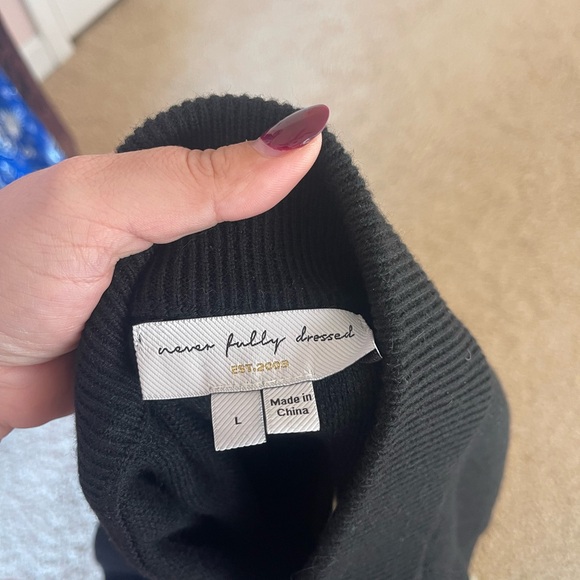 never fully dressed
EST.2009
L
Made in
China